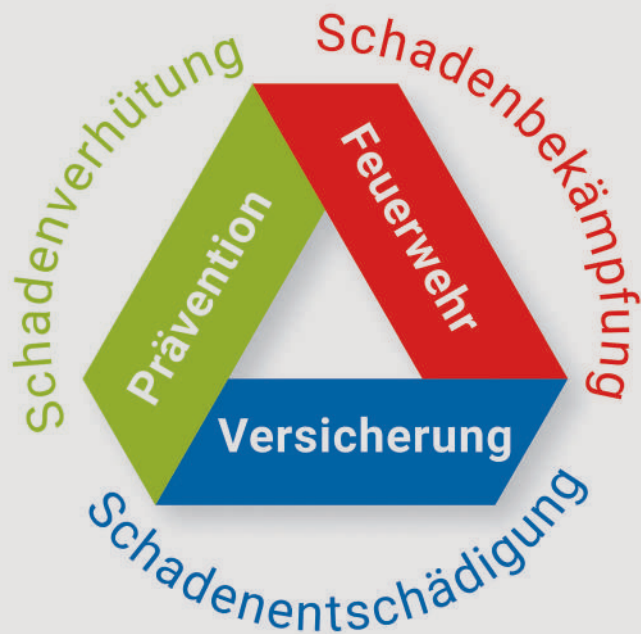 Schadenverhütung
Schadenbekämpfung
Prävention
Feuerwehr
Versicherung
Schadenentschädigung